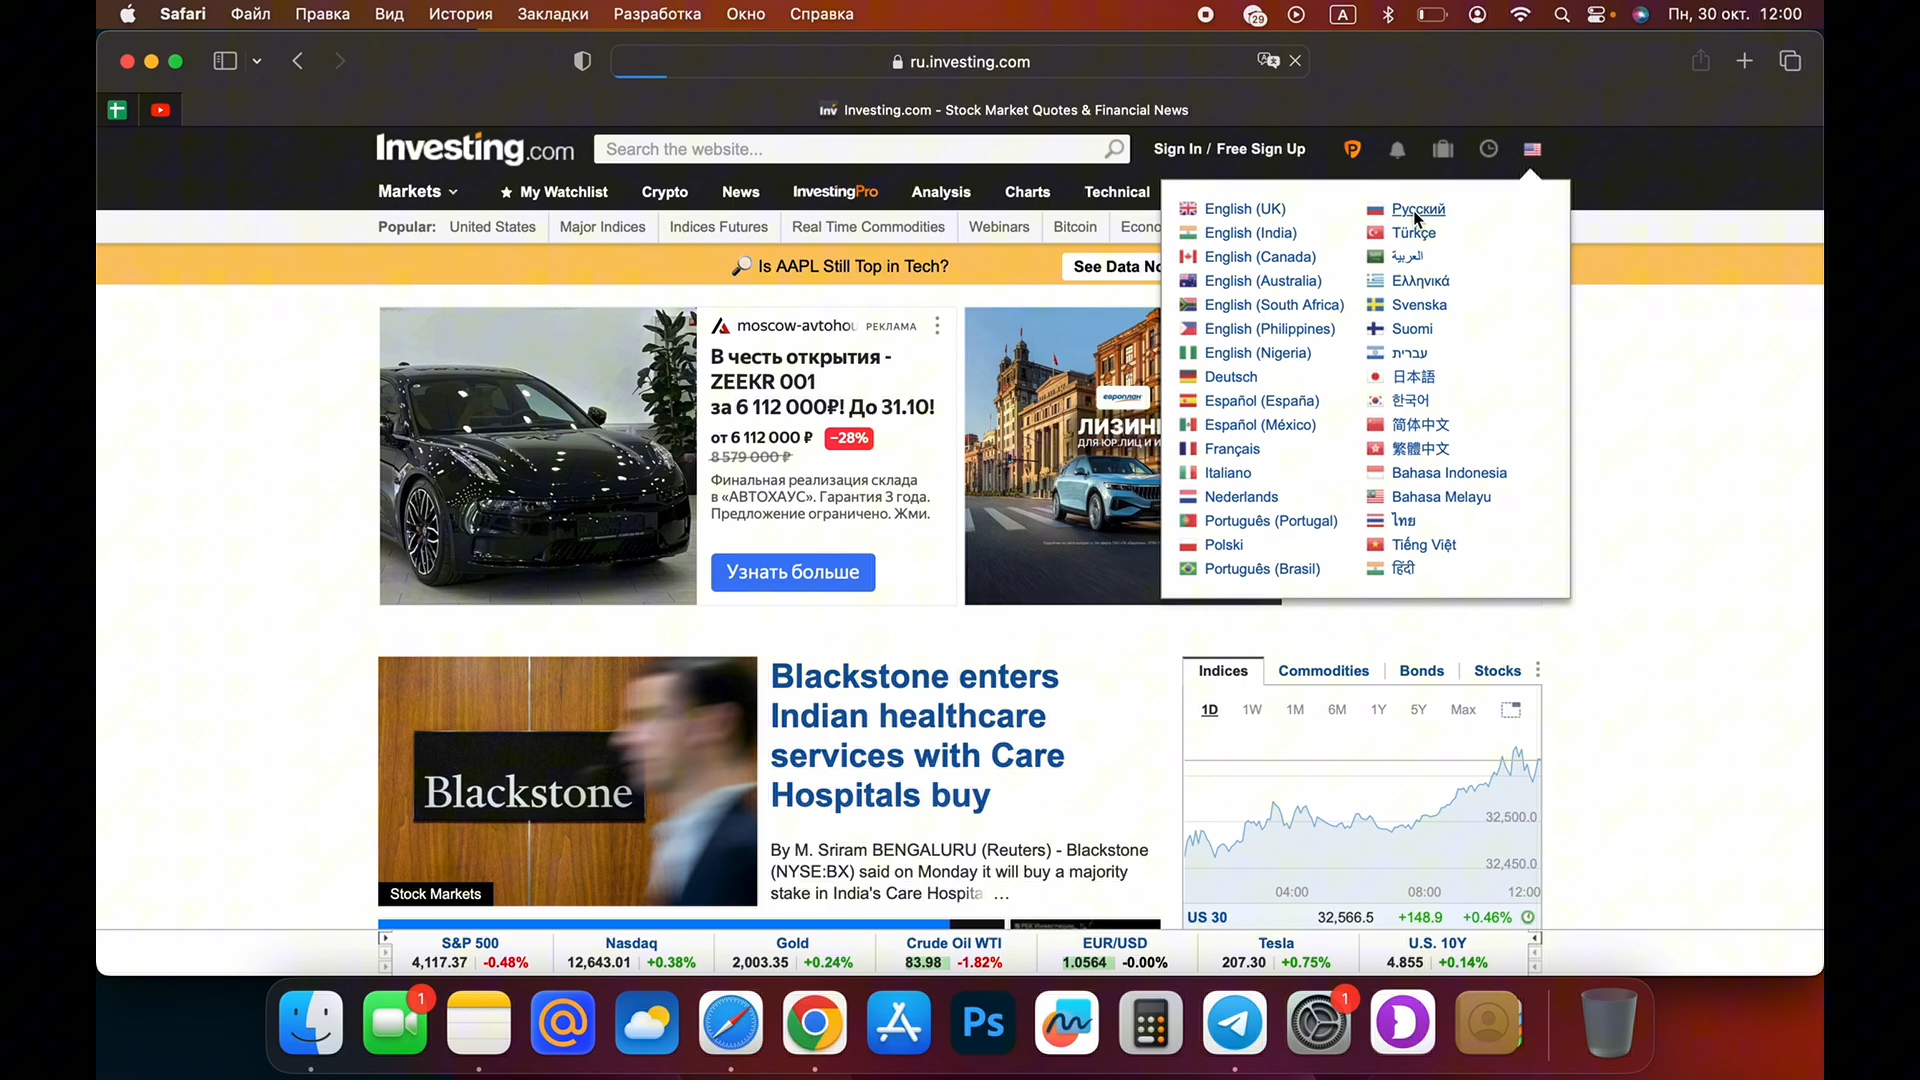 Safari Файл Правка Вид История Закладки Разработка Окно Справка 29 A Пн, 30 окт. 12:00
ru.investing.com
Inv Investing.com - Stock Market Quotes & Financial News
Investing.com Search the website... Sign In / Free Sign Up
Markets My Watchlist Crypto News InvestingPro Analysis Charts Technical
Popular: United States Major Indices Indices Futures Real Time Commodities Webinars Bitcoin Econo
Is AAPL Still Top in Tech? See Data No
English (UK) Русский
English (India) Türkçe
English (Canada) العربية
English (Australia) Ελληνικά
English (South Africa) Svenska
English (Philippines) Suomi
English (Nigeria) עברית
Deutsch 日本語
Español (España) 한국어
Español (México) 简体中文
Français 繁體中文
Italiano Bahasa Indonesia
Nederlands Bahasa Melayu
Português (Portugal) ไทย
Polski Tiếng Việt
Português (Brasil) हिंदी
moscow-avtohou РЕКЛАМА
В честь открытия -
ZEEKR 001
за 6 112 000₽! До 31.10!
от 6 112 000 ₽ −28%
8 579 000 ₽
Финальная реализация склада
в «АВТОХАУС». Гарантия 3 года.
Предложение ограничено. Жми.
Узнать больше
европлан
ЛИЗИН
ДЛЯ ЮР.ЛИЦ И И
Blackstone
Stock Markets
Blackstone enters
Indian healthcare
services with Care
Hospitals buy
By M. Sriram BENGALURU (Reuters) - Blackstone
(NYSE:BX) said on Monday it will buy a majority
stake in India's Care Hospita ...
Indices Commodities Bonds Stocks
1D 1W 1M 6M 1Y 5Y Max
32,500.0
32,450.0
04:00 08:00 12:00
US 30 32,566.5 +148.9 +0.46%
S&P 500 Nasdaq Gold Crude Oil WTI EUR/USD Tesla U.S. 10Y
4,117.37 -0.48% 12,643.01 +0.38% 2,003.35 +0.24% 83.98 -1.82% 1.0564 -0.00% 207.30 +0.75% 4.855 +0.14%
1 Ps 1